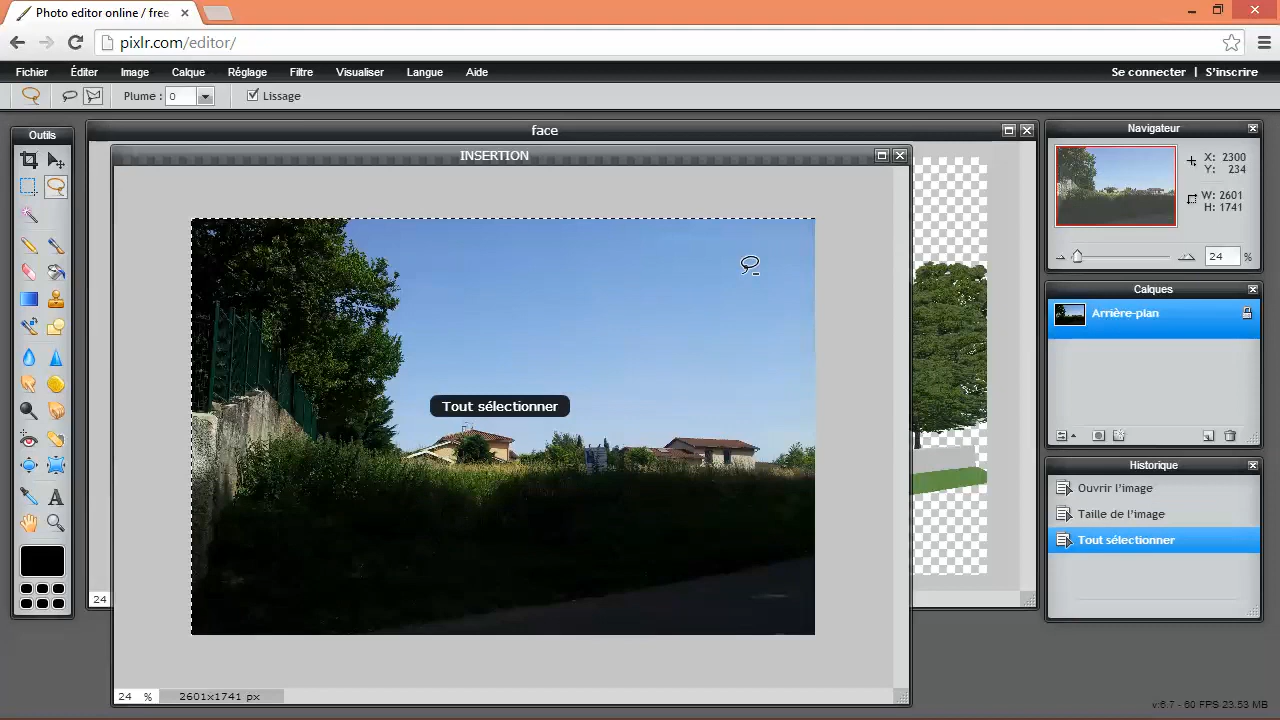 Photo editor online / free
pixlr.com/editor/
Fichier Éditer Image Calque Réglage Filtre Visualiser Langue Aide Se connecter | S'inscrire
Plume : 0 Lissage
Outils
face
INSERTION
Tout sélectionner
24
24 % 2601x1741 px
Navigateur
X: 2300
Y: 234
W: 2601
H: 1741
24 %
Calques
Arrière-plan
Historique
Ouvrir l'image
Taille de l'image
Tout sélectionner
v:6.7 - 60 FPS 23.53 MB